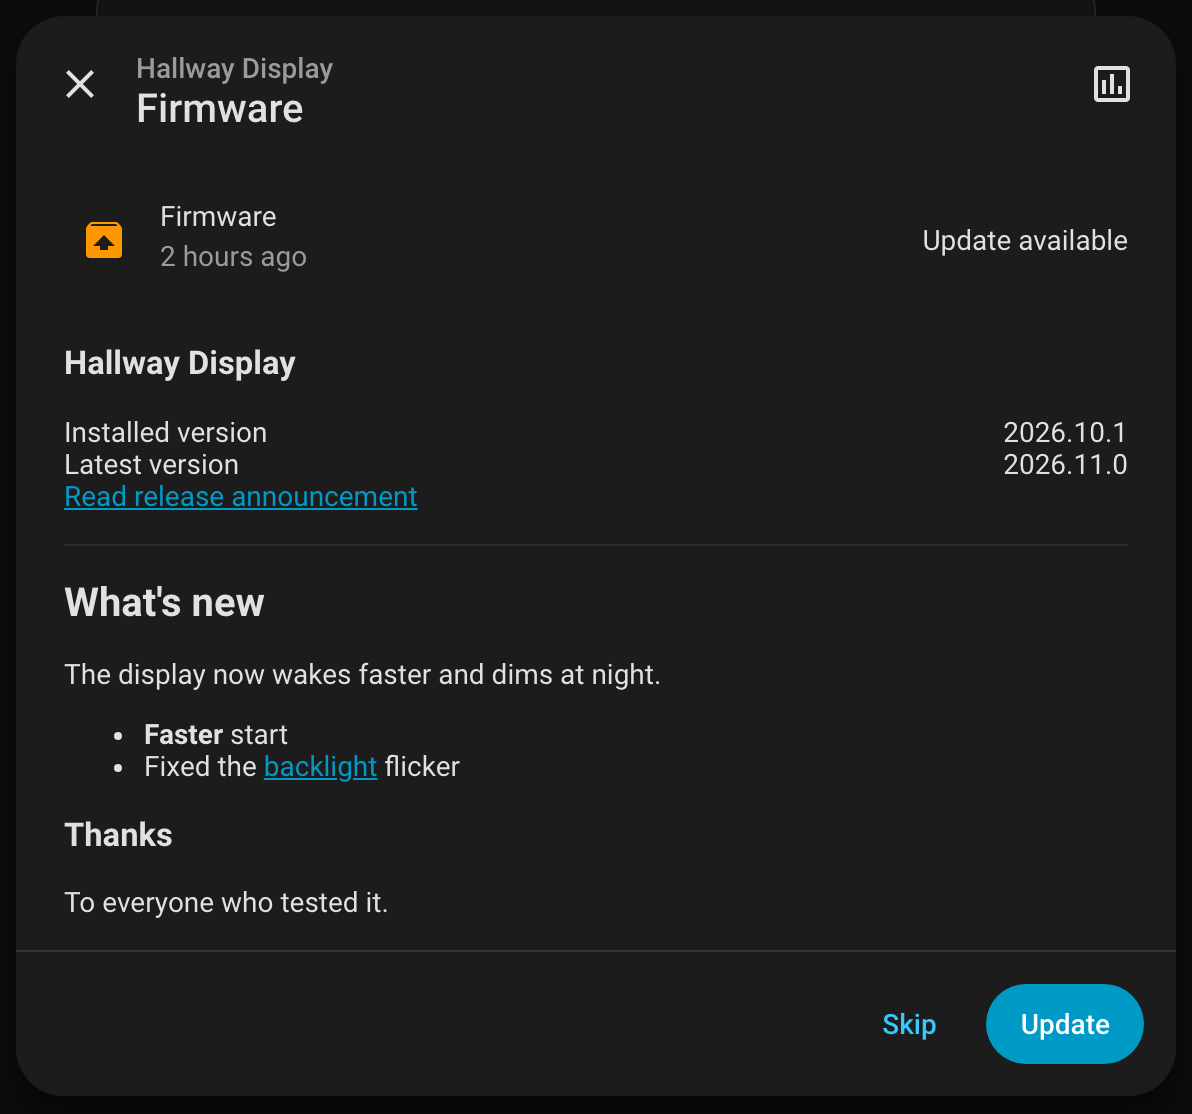 Hallway Display
Firmware
Firmware
2 hours ago
Update available
Hallway Display
Installed version 2026.10.1
Latest version 2026.11.0
Read release announcement
What's new
The display now wakes faster and dims at night.
• Faster start
• Fixed the backlight flicker
Thanks
To everyone who tested it.
Skip Update